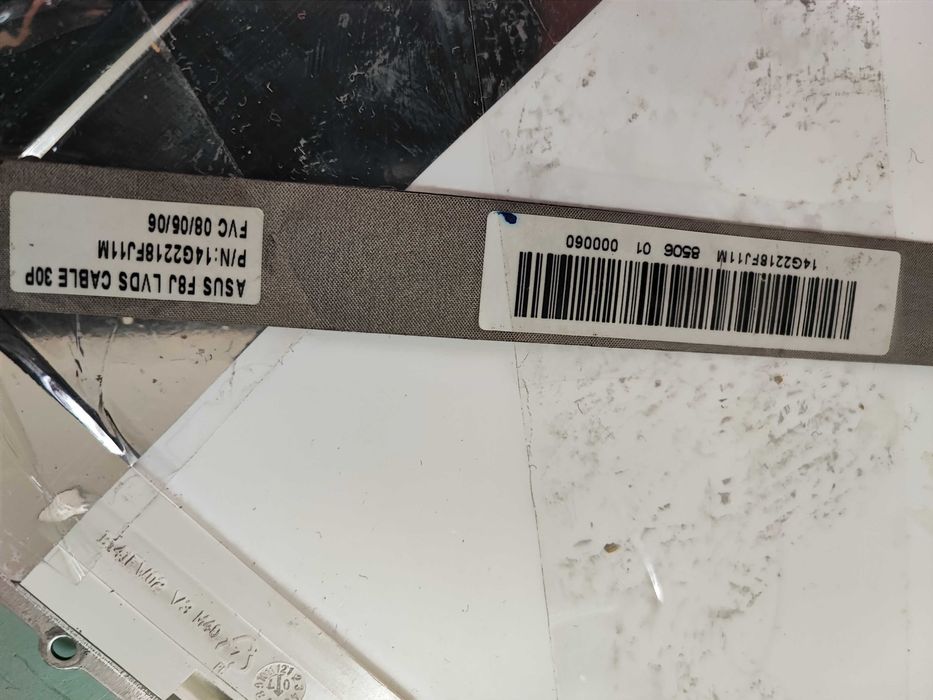 ASUS F8J LVDS CABLE 30P
P/N:14G2218FJ11M
FVC 08/05/06
14G2218FJ11M 8506 01 000060